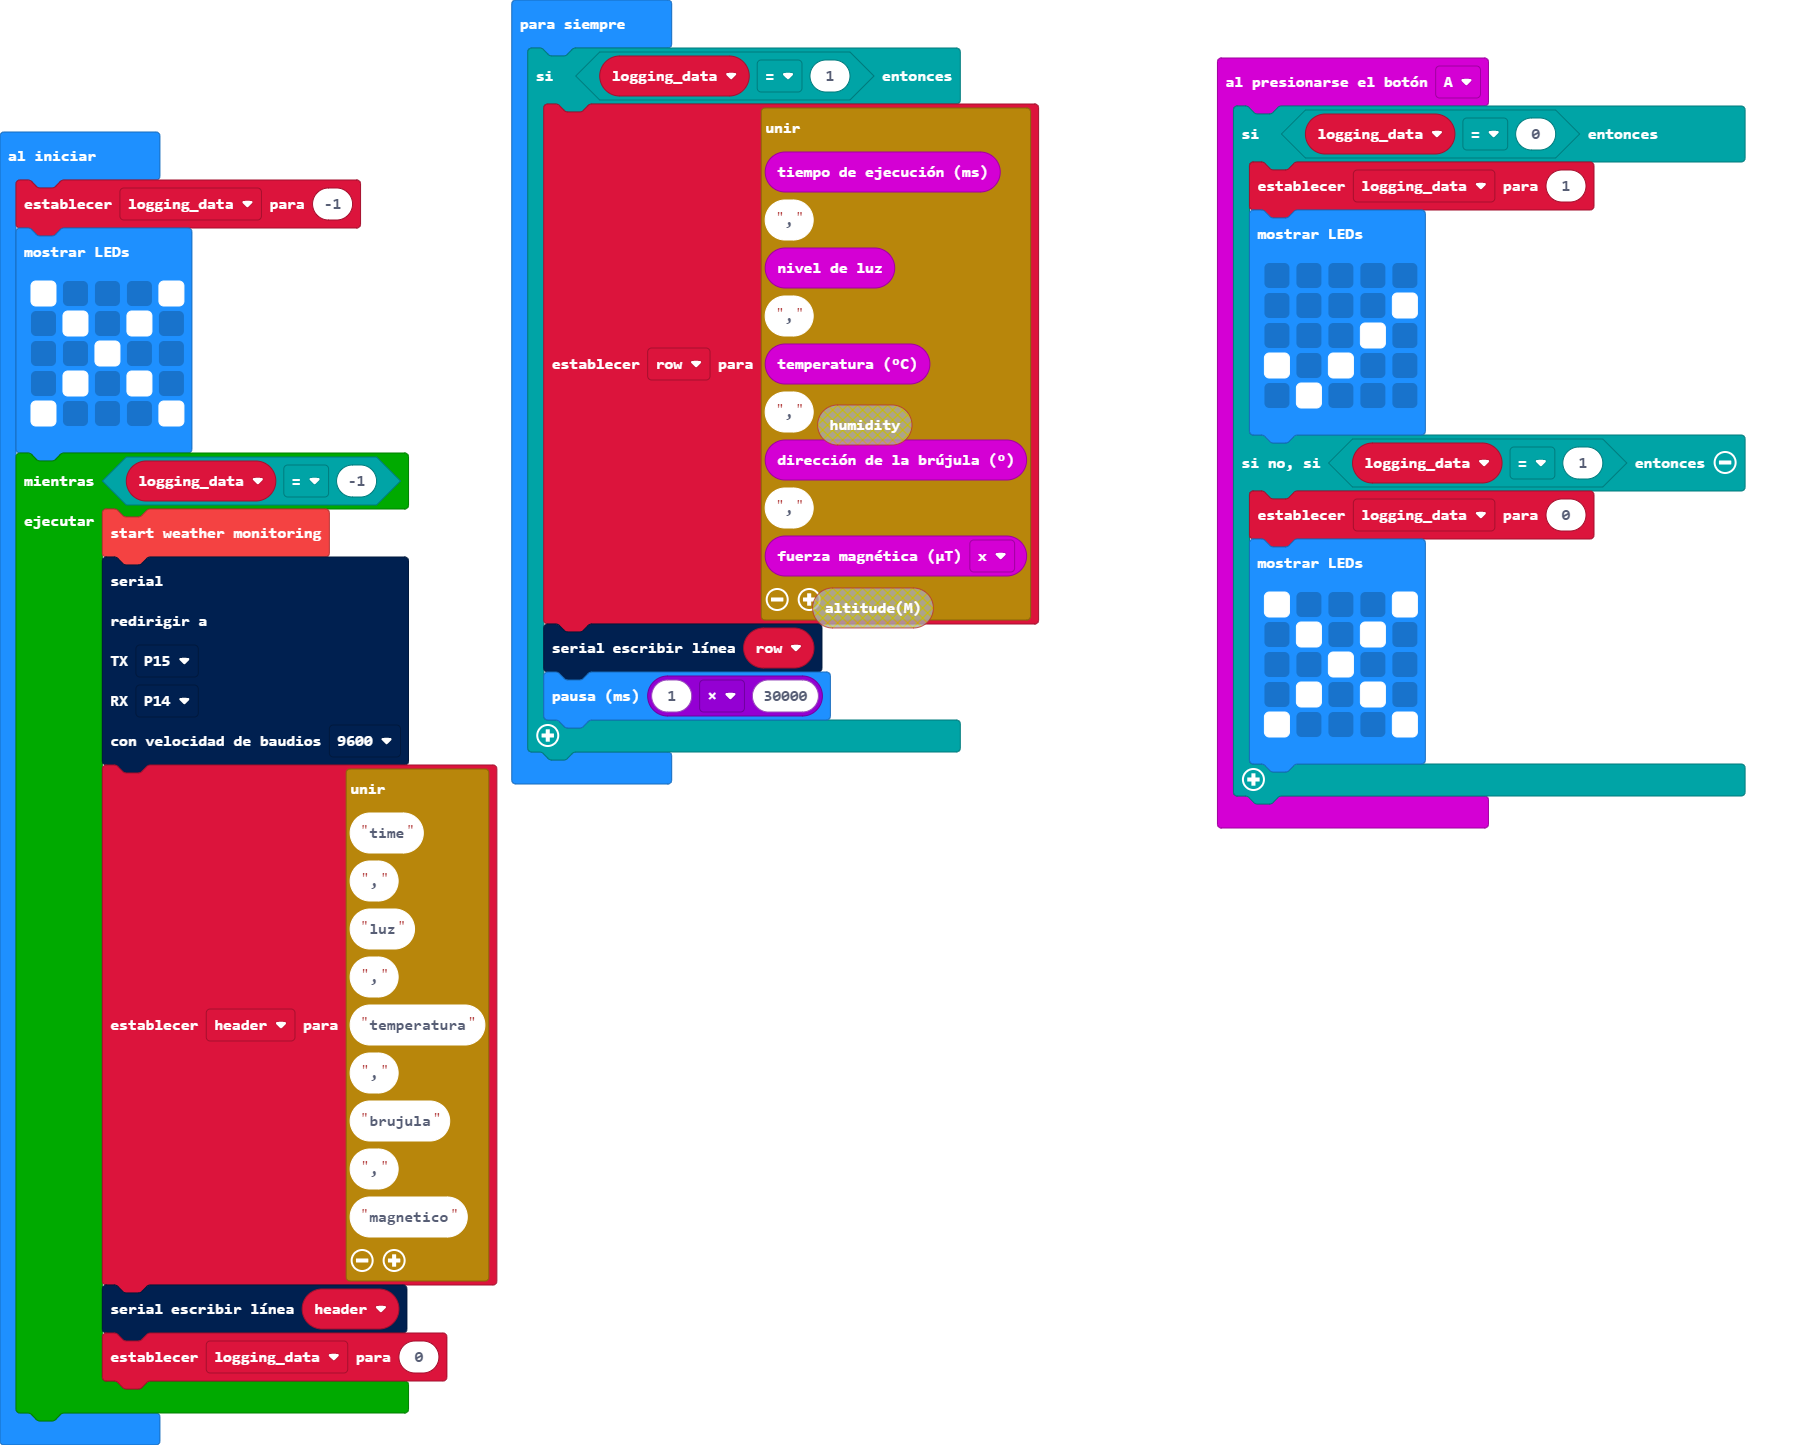 al iniciar
establecer logging_data para -1
mostrar LEDs
mientras logging_data = -1
ejecutar
start weather monitoring
serial
redirigir a
TX P15
RX P14
con velocidad de baudios 9600
establecer header para
unir
"time"
","
"luz"
","
"temperatura"
","
"brujula"
","
"magnetico"
serial escribir línea header
establecer logging_data para 0
para siempre
si logging_data = 1 entonces
establecer row para
unir
tiempo de ejecución (ms)
","
nivel de luz
","
temperatura (ºC)
","
humidity
dirección de la brújula (º)
","
fuerza magnética (µT) x
altitude(M)
serial escribir línea row
pausa (ms) 1 × 30000
al presionarse el botón A
si logging_data = 0 entonces
establecer logging_data para 1
mostrar LEDs
si no, si logging_data = 1 entonces
establecer logging_data para 0
mostrar LEDs